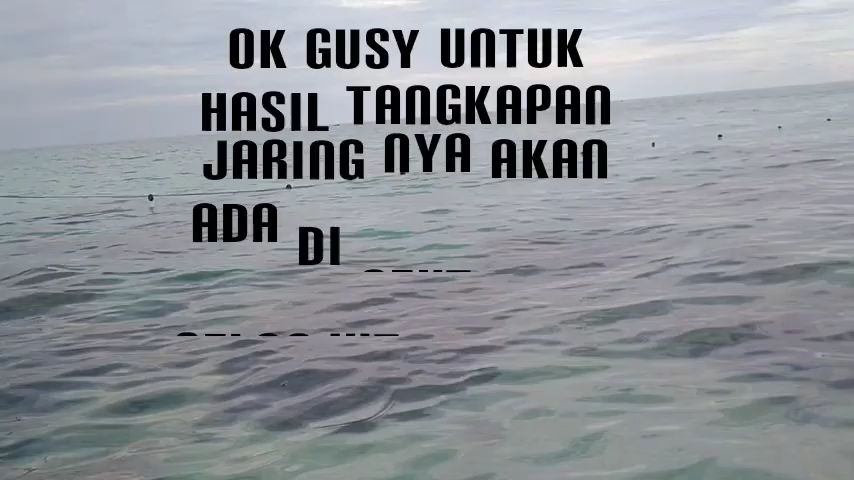 OK GUSY UNTUK
HASIL TANGKAPAN
JARING NYA AKAN
ADA DI